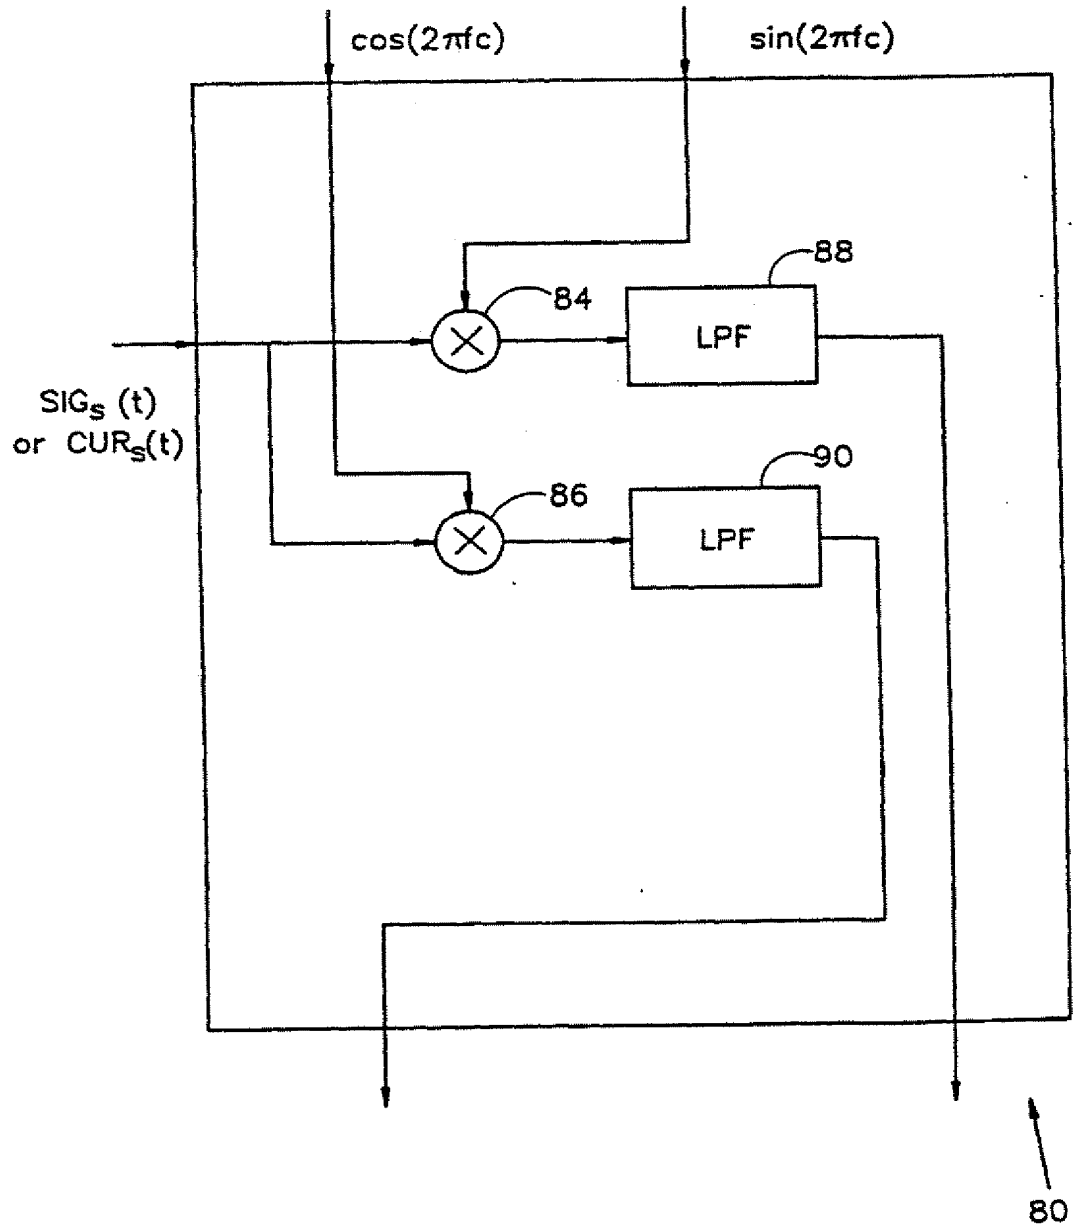 cos(2πfc)
sin(2πfc)
88
84
LPF
SIGs (t)
or CURs(t)
90
86
LPF
80